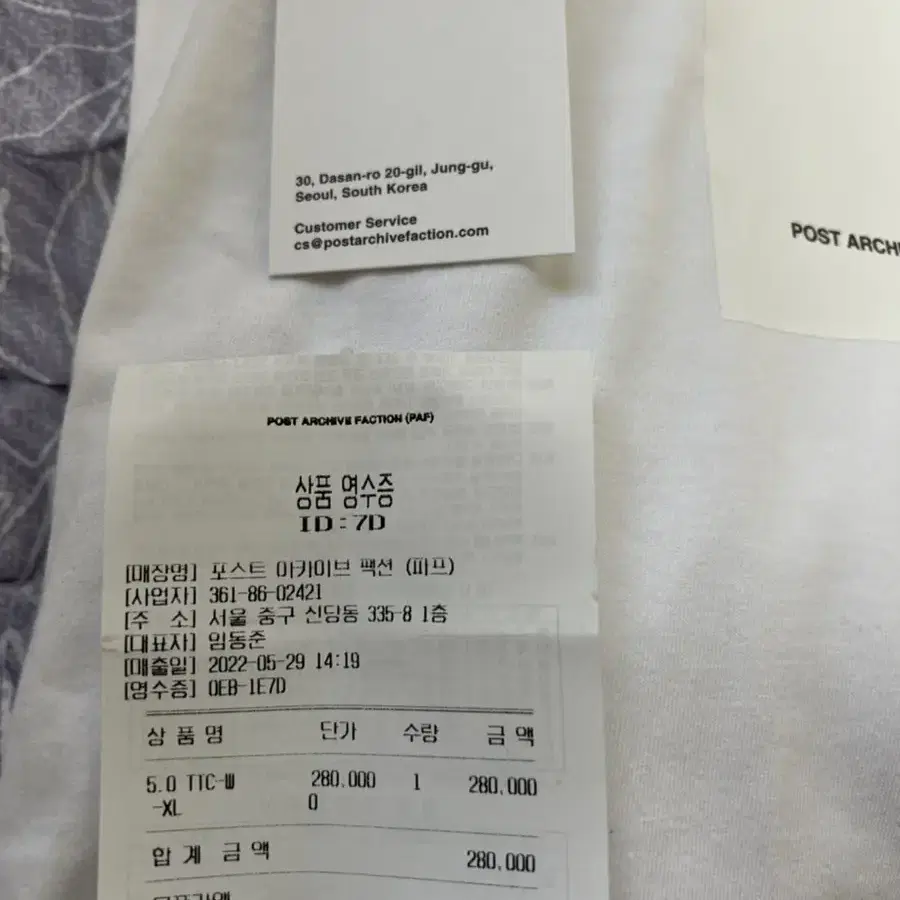 30, Dasan-ro 20-gil, Jung-gu,
Seoul, South Korea
Customer Service
cs@postarchivefaction.com
POST ARCHI
POST ARCHIVE FACTION (PAF)
상품 영수증
ID:7D
[매장명] 포스트 아카이브 팩션 (피프)
[사업자] 361-86-02421
[주 소] 서울 중구 신당동 335-8 1층
[대표자] 임동준
[매출일] 2022-05-29 14:19
[영수증] 0EB-1E7D
상 품 명 단가 수량 금 액
5.0 TTC-W 280,000 1 280,000
-XL 0
합 계 금 액 280,000